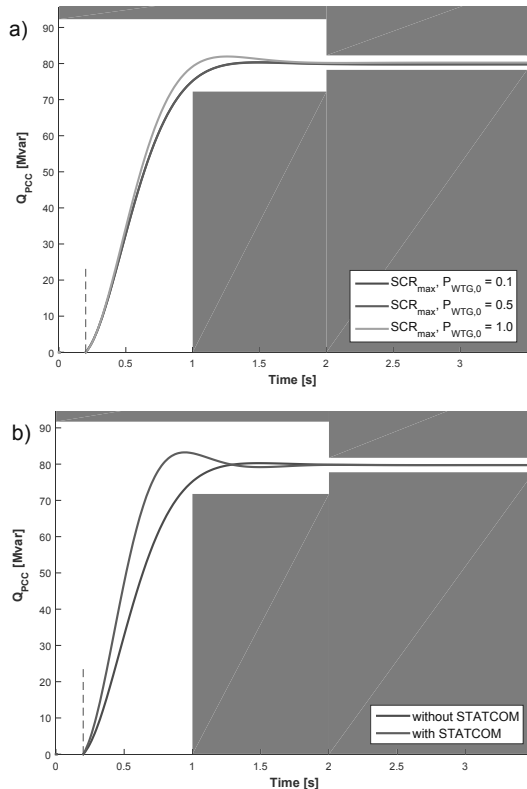 a)
90
80
70
60
50
40
30
20
10
0
Q_PCC [Mvar]
SCR_max, P_WTG,0 = 0.1
SCR_max, P_WTG,0 = 0.5
SCR_max, P_WTG,0 = 1.0
0 0.5 1 1.5 2 2.5 3
Time [s]
b)
90
80
70
60
50
40
30
20
10
0
Q_PCC [Mvar]
without STATCOM
with STATCOM
0 0.5 1 1.5 2 2.5 3
Time [s]